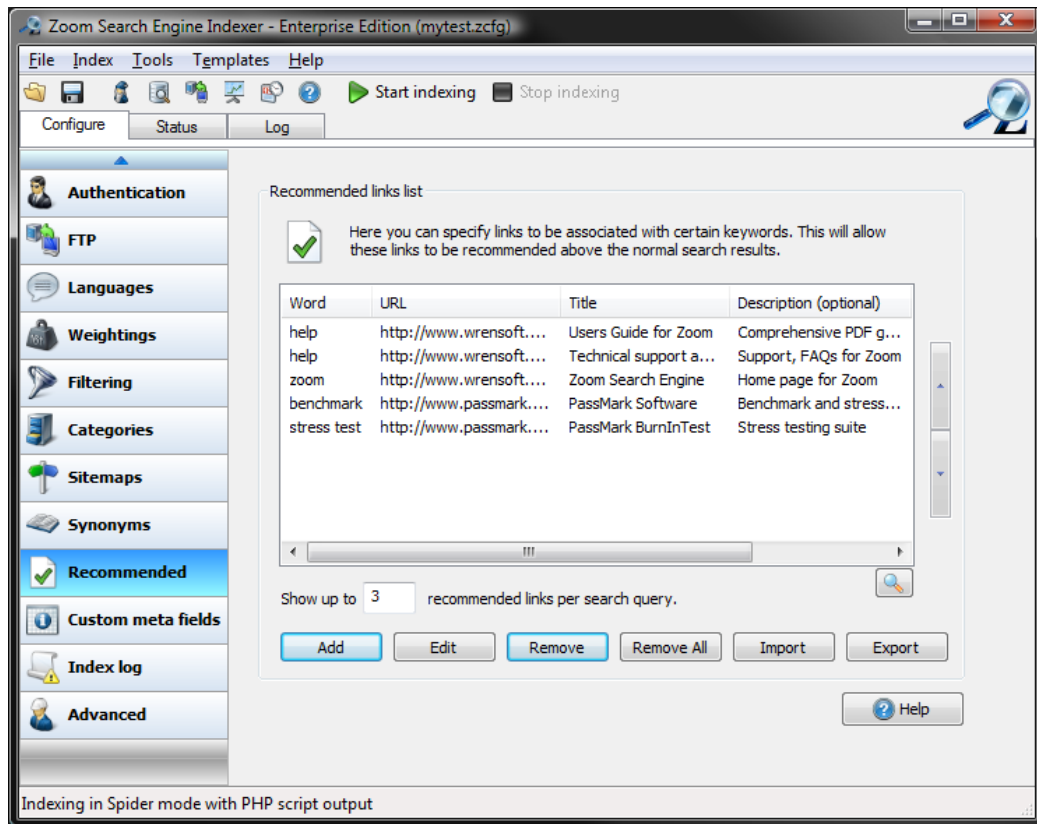 Zoom Search Engine Indexer - Enterprise Edition (mytest.zcfg)
File Index Tools Templates Help
Start indexing Stop indexing
Configure Status Log
Authentication
FTP
Languages
Weightings
Filtering
Categories
Sitemaps
Synonyms
Recommended
Custom meta fields
Index log
Advanced
Recommended links list
Here you can specify links to be associated with certain keywords. This will allow
these links to be recommended above the normal search results.
Word URL Title Description (optional)
help http://www.wrensoft.... Users Guide for Zoom Comprehensive PDF g...
help http://www.wrensoft.... Technical support a... Support, FAQs for Zoom
zoom http://www.wrensoft.... Zoom Search Engine Home page for Zoom
benchmark http://www.passmark.... PassMark Software Benchmark and stress...
stress test http://www.passmark.... PassMark BurnInTest Stress testing suite
Show up to 3 recommended links per search query.
Add Edit Remove Remove All Import Export
Help
Indexing in Spider mode with PHP script output